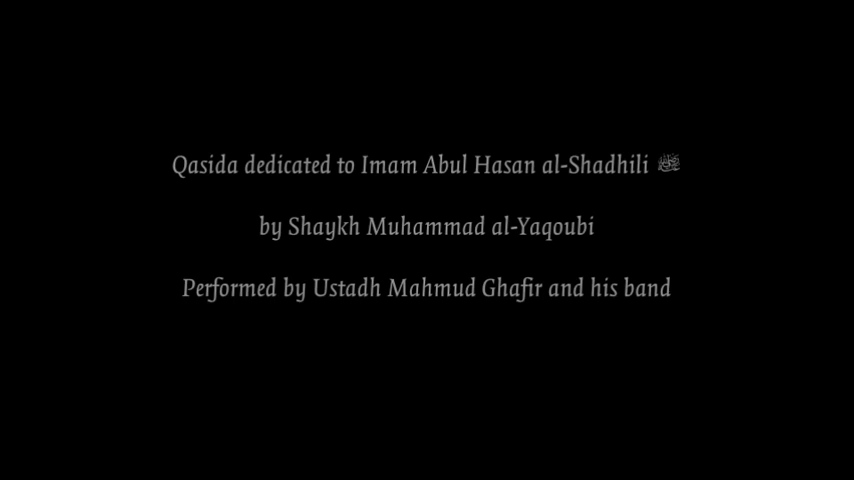 Qasida dedicated to Imam Abul Hasan al-Shadhili
by Shaykh Muhammad al-Yaqoubi
Performed by Ustadh Mahmud Ghafir and his band